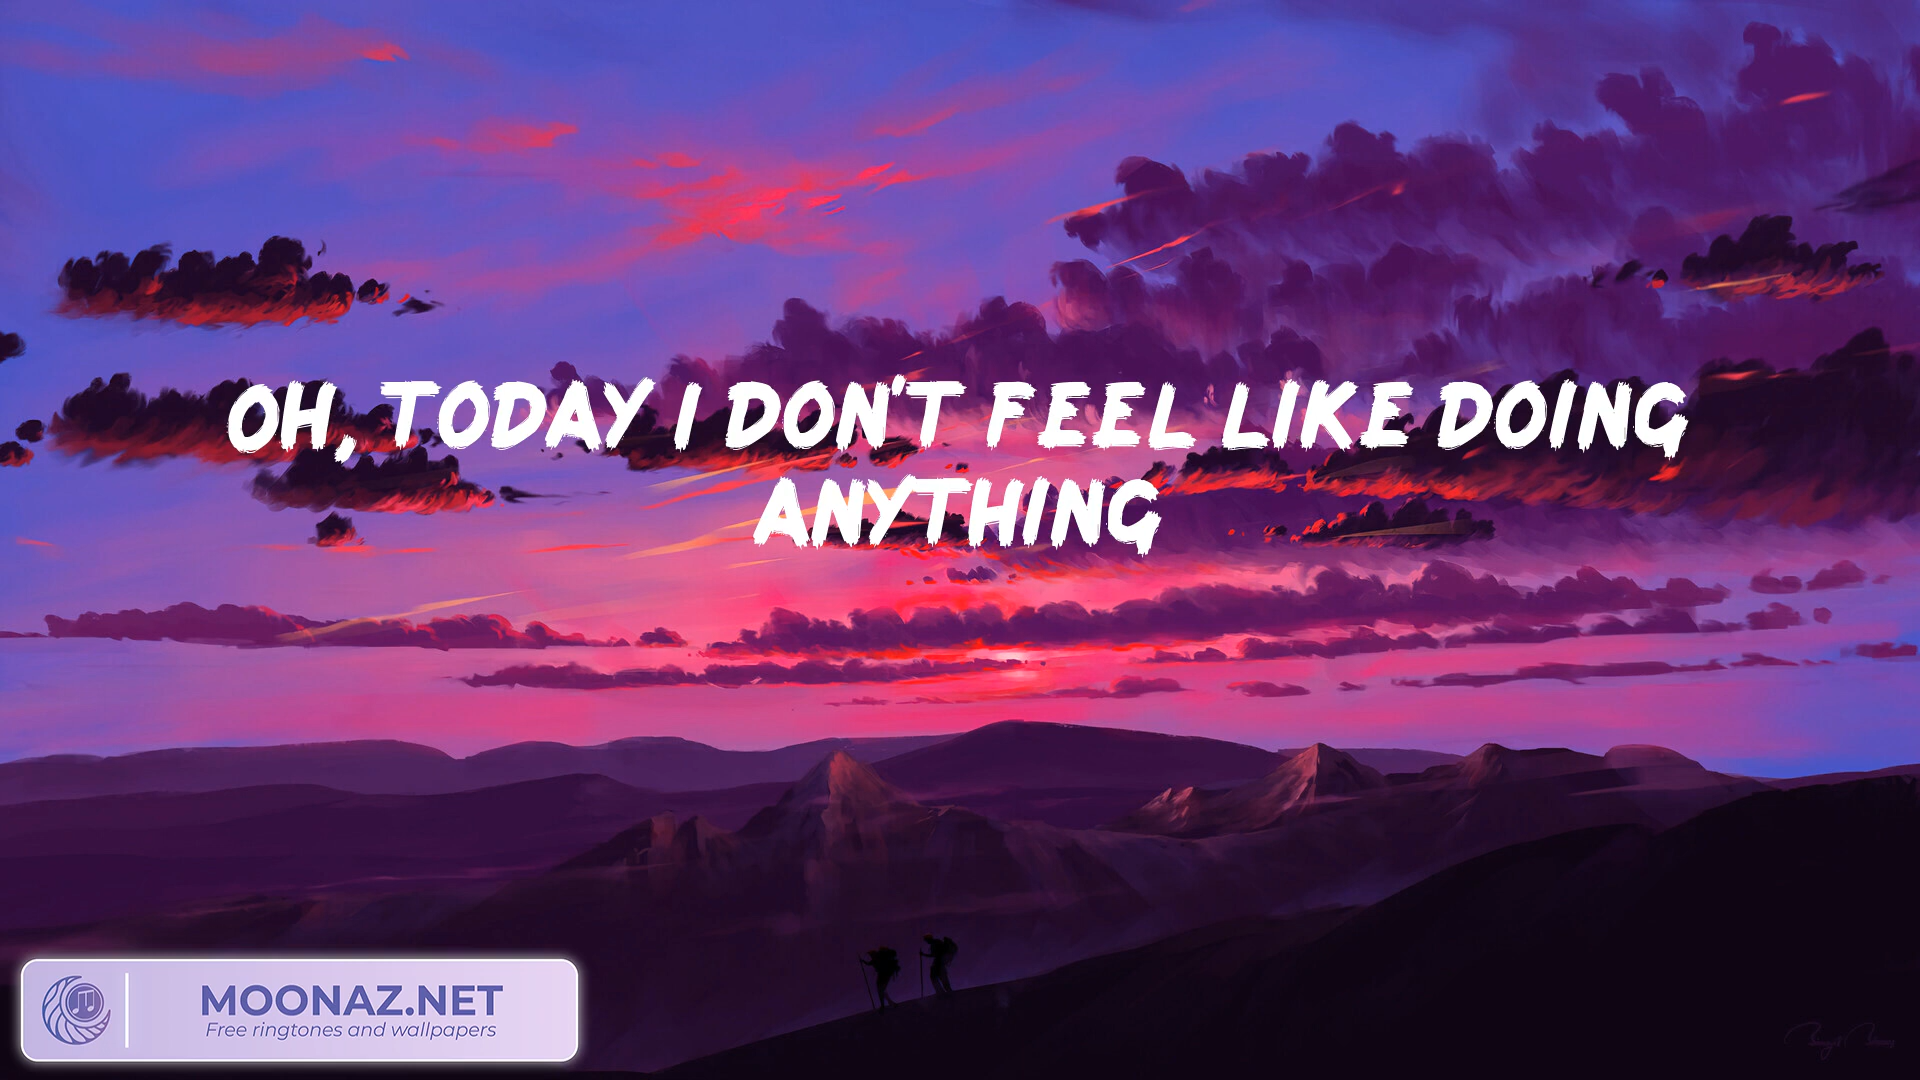 OH, TODAY I DON'T FEEL LIKE DOING
ANYTHING
MOONAZ.NET
Free ringtones and wallpapers